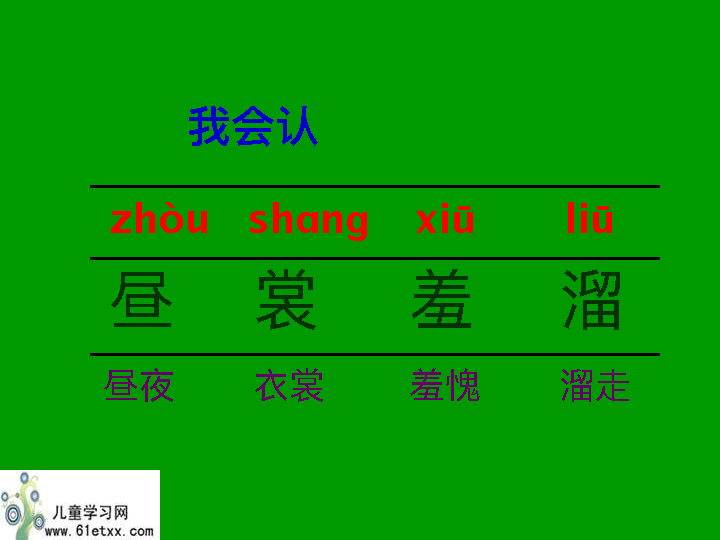 我会认
zhòu shang xiū liū
昼 裳 羞 溜
昼夜 衣裳 羞愧 溜走
儿童学习网
www.61etxx.com